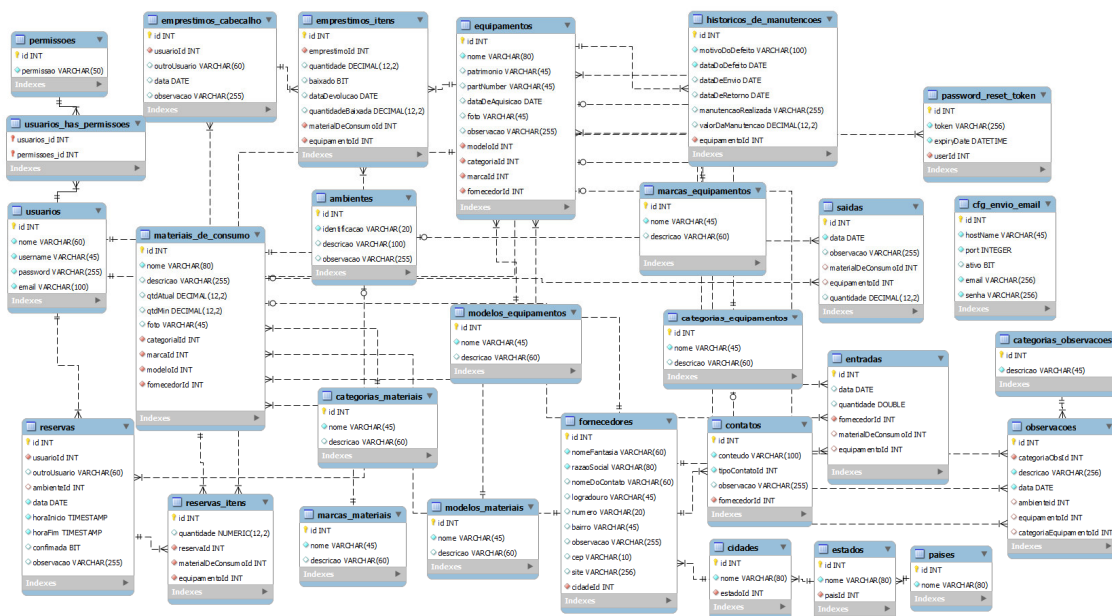 permissoes
id INT
permissao VARCHAR(50)
Indexes
usuarios_has_permissoes
usuarios_id INT
permissoes_id INT
Indexes
usuarios
id INT
nome VARCHAR(60)
username VARCHAR(45)
password VARCHAR(255)
email VARCHAR(100)
Indexes
reservas
id INT
usuarioId INT
outroUsuario VARCHAR(60)
ambienteId INT
data DATE
horaInicio TIMESTAMP
horaFim TIMESTAMP
confimada BIT
observacao VARCHAR(255)
Indexes
emprestimos_cabecalho
id INT
usuarioId INT
outroUsuario VARCHAR(60)
data DATE
observacao VARCHAR(255)
Indexes
materiais_de_consumo
id INT
nome VARCHAR(80)
descricao VARCHAR(255)
qtdAtual DECIMAL(12,2)
qtdMin DECIMAL(12,2)
foto VARCHAR(45)
categoriaId INT
marcaId INT
modeloId INT
fornecedorId INT
Indexes
reservas_itens
id INT
quantidade NUMERIC(12,2)
reservaId INT
materialDeConsumoId INT
equipamentoId INT
Indexes
emprestimos_itens
id INT
emprestimoId INT
quantidade DECIMAL(12,2)
baixado BIT
dataDevolucao DATE
quantidadeBaixada DECIMAL(12,2)
materialDeConsumoId INT
equipamentoId INT
Indexes
ambientes
id INT
identificacao VARCHAR(20)
descricao VARCHAR(100)
observacao VARCHAR(255)
Indexes
categorias_materiais
id INT
nome VARCHAR(45)
descricao VARCHAR(60)
Indexes
marcas_materiais
id INT
nome VARCHAR(45)
descricao VARCHAR(60)
Indexes
equipamentos
id INT
nome VARCHAR(80)
patrimonio VARCHAR(45)
partNumber VARCHAR(45)
dataDeAquisicao DATE
foto VARCHAR(45)
observacao VARCHAR(255)
modeloId INT
categoriaId INT
marcaId INT
fornecedorId INT
Indexes
modelos_equipamentos
id INT
nome VARCHAR(45)
descricao VARCHAR(60)
Indexes
modelos_materiais
id INT
nome VARCHAR(45)
descricao VARCHAR(60)
Indexes
fornecedores
id INT
nomeFantasia VARCHAR(60)
razaoSocial VARCHAR(80)
nomeDoContato VARCHAR(60)
logradouro VARCHAR(45)
numero VARCHAR(20)
bairro VARCHAR(45)
observacao VARCHAR(255)
cep VARCHAR(10)
site VARCHAR(256)
cidadeId INT
Indexes
historicos_de_manutencoes
id INT
motivoDoDefeito VARCHAR(100)
dataDoDefeito DATE
dataDeEnvio DATE
dataDeRetorno DATE
manutencaoRealizada VARCHAR(255)
valorDaManutencao DECIMAL(12,2)
equipamentoId INT
Indexes
marcas_equipamentos
id INT
nome VARCHAR(45)
descricao VARCHAR(60)
Indexes
categorias_equipamentos
id INT
nome VARCHAR(45)
descricao VARCHAR(60)
Indexes
contatos
id INT
conteudo VARCHAR(100)
tipoContatoId INT
observacao VARCHAR(255)
fornecedorId INT
Indexes
cidades
id INT
nome VARCHAR(80)
estadoId INT
Indexes
saidas
id INT
data DATE
observacao VARCHAR(255)
materialDeConsumoId INT
equipamentoId INT
quantidade DECIMAL(12,2)
Indexes
entradas
id INT
data DATE
quantidade DOUBLE
fornecedorId INT
materialDeConsumoId INT
equipamentoId INT
Indexes
estados
id INT
nome VARCHAR(80)
paisId INT
Indexes
paises
id INT
nome VARCHAR(80)
Indexes
password_reset_token
id INT
token VARCHAR(256)
expiryDate DATETIME
userId INT
Indexes
cfg_envio_email
id INT
hostName VARCHAR(45)
port INTEGER
ativo BIT
email VARCHAR(256)
senha VARCHAR(256)
Indexes
categorias_observacoes
id INT
descricao VARCHAR(45)
Indexes
observacoes
id INT
categoriaObsId INT
descricao VARCHAR(256)
data DATE
ambienteid INT
equipamentoId INT
categoriaEquipamentoId INT
Indexes